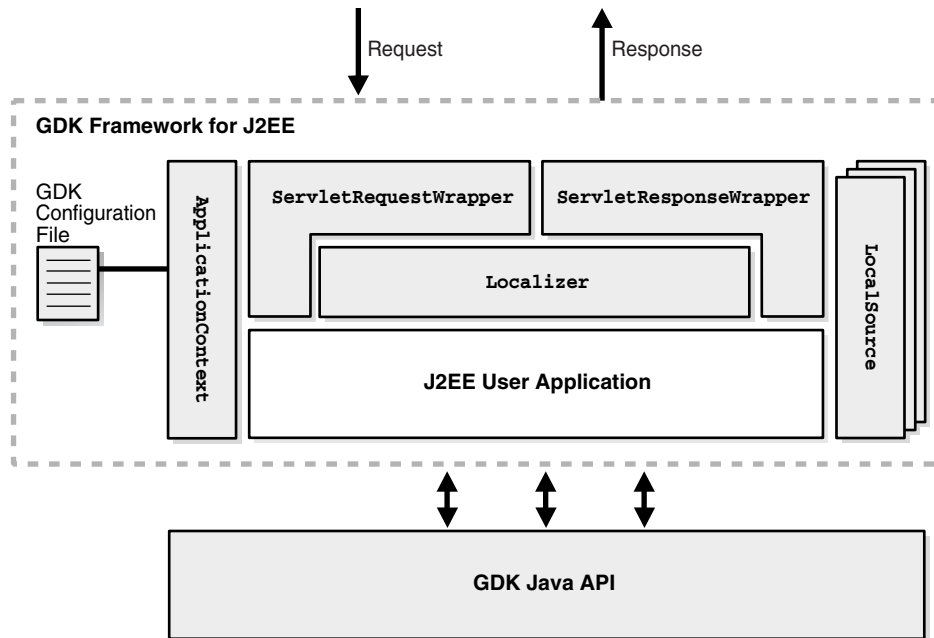 Request
Response
GDK Framework for J2EE
GDK
Configuration
File
ApplicationContext
ServletRequestWrapper
ServletResponseWrapper
Localizer
LocalSource
J2EE User Application
GDK Java API